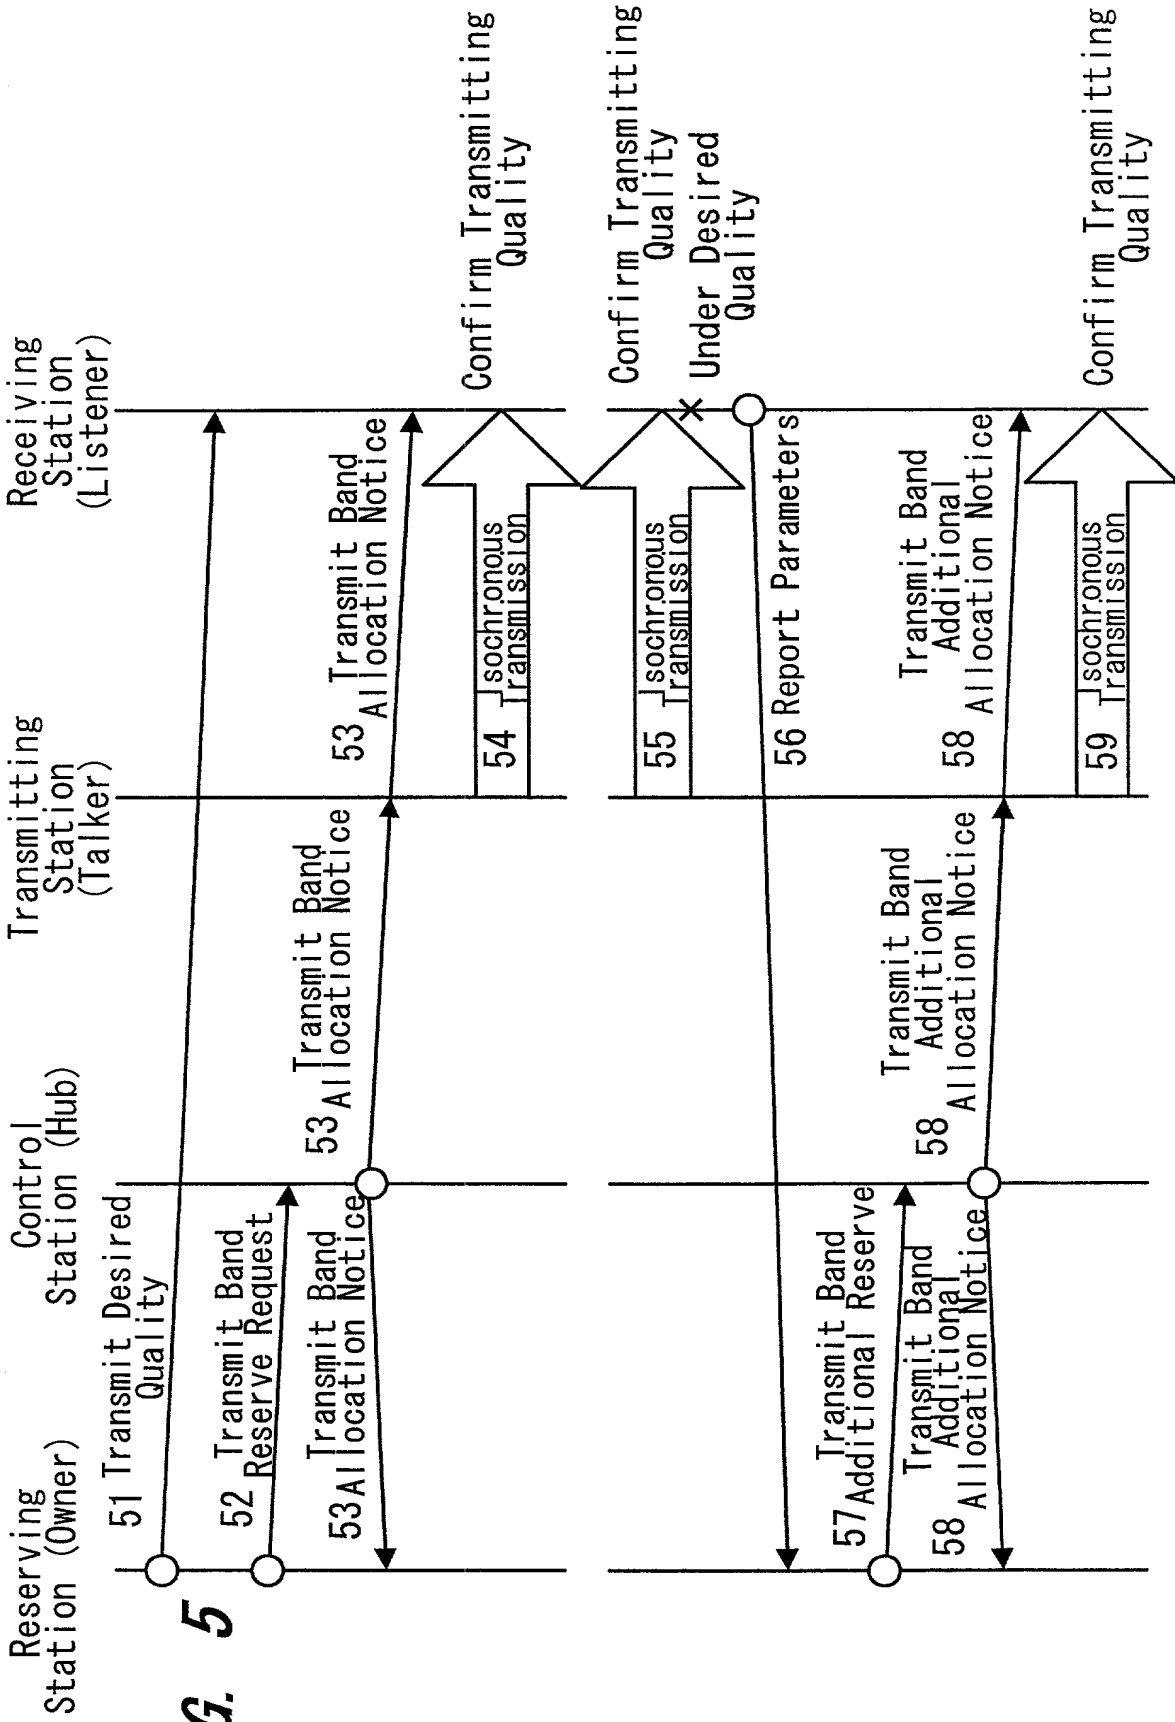 G. 5
Reserving
Station (Owner)
Control
Station (Hub)
Transmitting
Station
(Talker)
Receiving
Station
(Listener)
51 Transmit Desired
Quality
52 Transmit Band
Reserve Request
53 Transmit Band
Allocation Notice
53 Transmit Band
Allocation Notice
53 Transmit Band
Allocation Notice
54 Isochronous
Transmission
Confirm Transmitting
Quality
55 Isochronous
Transmission
Confirm Transmitting
Quality
Under Desired
Quality
56 Report Parameters
57 Transmit Band
Additional Reserve
58 Transmit Band
Additional
Allocation Notice
58 Transmit Band
Additional
Allocation Notice
58 Transmit Band
Additional
Allocation Notice
59 Isochronous
Transmission
Confirm Transmitting
Quality